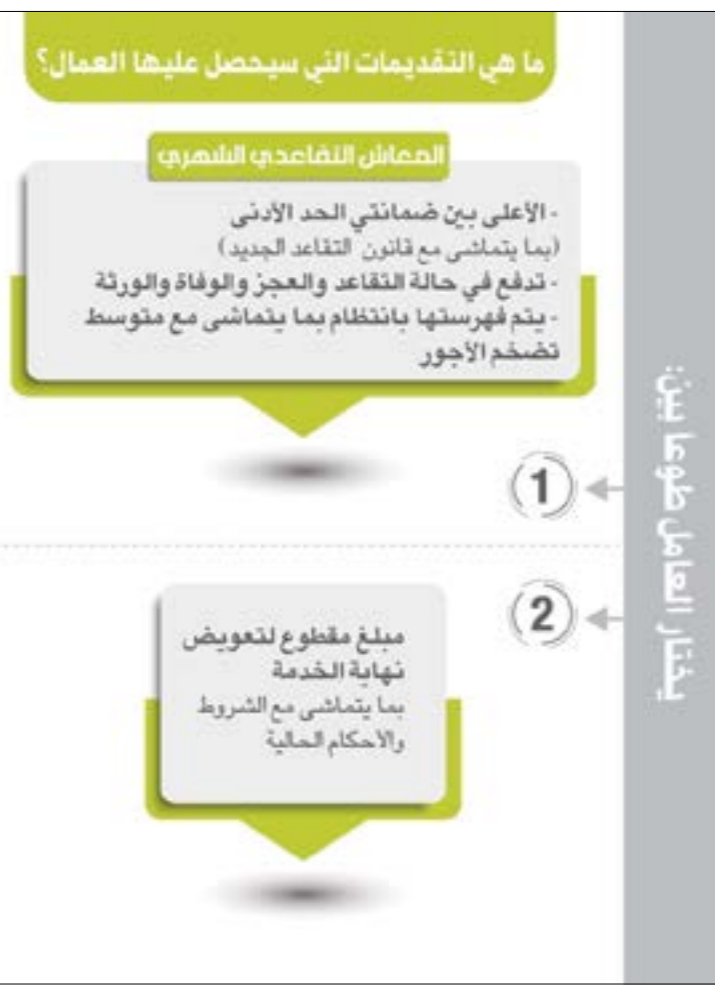 ما هي التقديمات التي سيحصل عليها العمال؟
يختار العامل طوعا بين:
المعاش التقاعدي الشهري
- الأعلى بين ضمانتي الحد الأدنى
(بما يتماشى مع قانون التقاعد الجديد)
- تدفع في حالة التقاعد والعجز والوفاة والورثة
- يتم فهرستها بانتظام بما يتماشى مع متوسط
تضخم الأجور
1
2
مبلغ مقطوع لتعويض
نهاية الخدمة
بما يتماشى مع الشروط
والأحكام الحالية